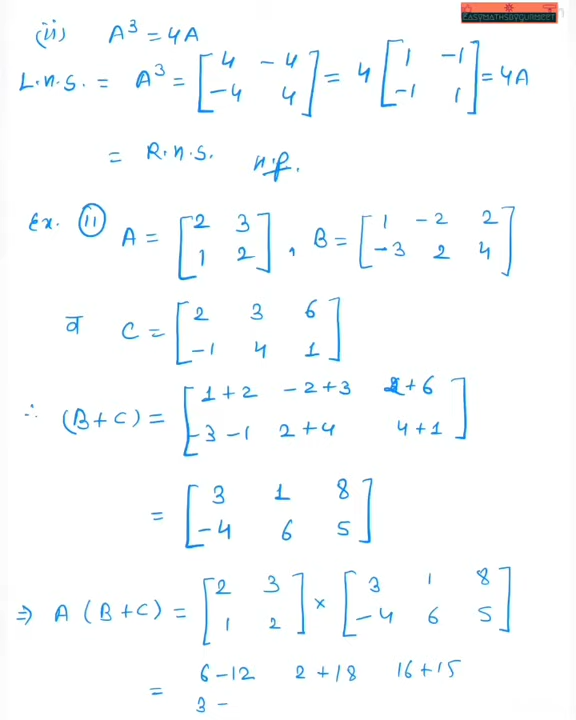 EASYMATHSBYGURMEET
(ii) A³ = 4A
L.H.S. = A³ = [4 -4; -4 4] = 4 [1 -1; -1 1] = 4A
= R.H.S. H.P.
Ex. (11) A = [2 3; 1 2], B = [1 -2 2; -3 2 4]
व C = [2 3 6; -1 4 1]
∴ (B+C) = [1+2 -2+3 2+6; -3-1 2+4 4+1]
= [3 1 8; -4 6 5]
⇒ A(B+C) = [2 3; 1 2] × [3 1 8; -4 6 5]
= 6-12 2+18 16+15
3 -